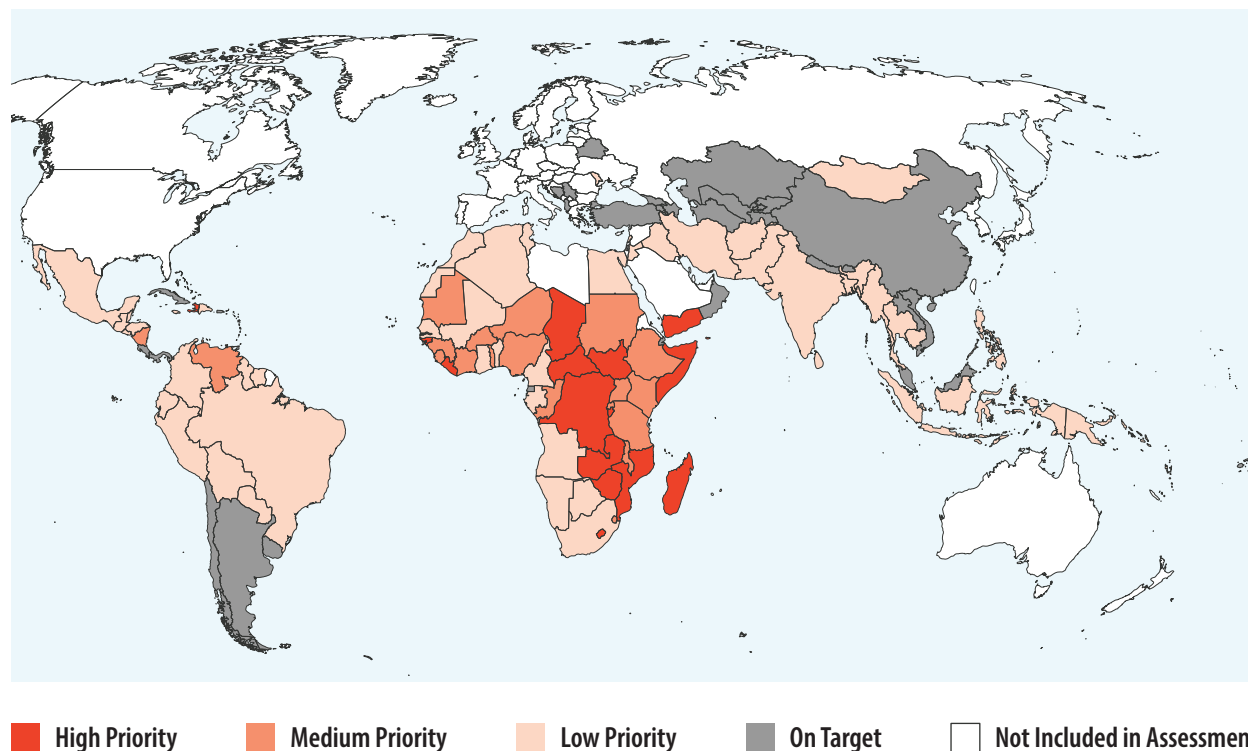 High Priority
Medium Priority
Low Priority
On Target
Not Included in Assessmen